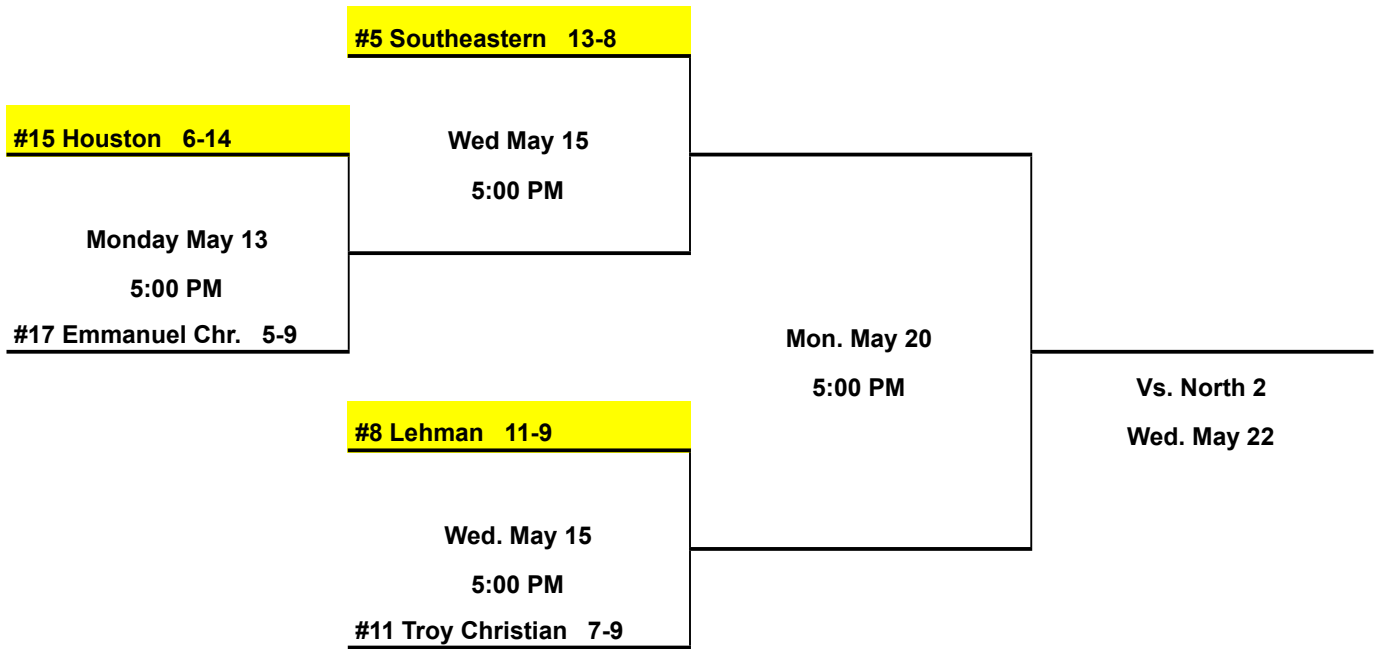 #5 Southeastern 13-8
#15 Houston 6-14
Wed May 15
5:00 PM
Monday May 13
5:00 PM
#17 Emmanuel Chr. 5-9
Mon. May 20
5:00 PM
Vs. North 2
Wed. May 22
#8 Lehman 11-9
Wed. May 15
5:00 PM
#11 Troy Christian 7-9